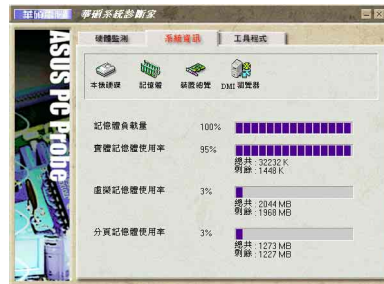 華碩系統診斷家
ASUS PC Probe
硬體監測
系統資訊
工具程式
本機硬碟
記憶體
裝置總覽
DMI 瀏覽器
記憶體負載量 100%
實體記憶體使用率 95%
總共 : 32232 K
剩餘 : 1448 K
虛擬記憶體使用率 3%
總共 : 2044 MB
剩餘 : 1968 MB
分頁記憶體使用率 3%
總共 : 1273 MB
剩餘 : 1227 MB